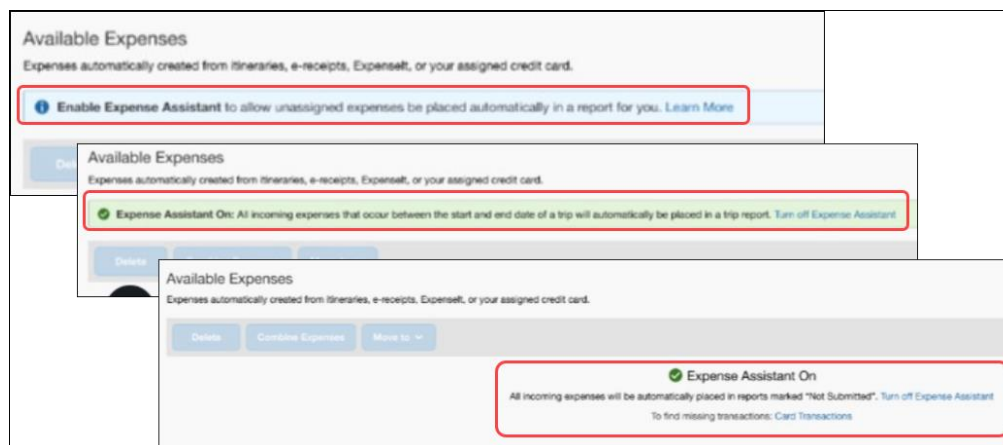 Available Expenses
Expenses automatically created from itineraries, e-receipts, ExpenseIt, or your assigned credit card.
Enable Expense Assistant to allow unassigned expenses be placed automatically in a report for you. Learn More
Available Expenses
Expenses automatically created from itineraries, e-receipts, ExpenseIt, or your assigned credit card.
Expense Assistant On: All incoming expenses that occur between the start and end date of a trip will automatically be placed in a trip report. Turn off Expense Assistant
Delete
Available Expenses
Expenses automatically created from itineraries, e-receipts, ExpenseIt, or your assigned credit card.
Delete Combine Expenses Move to
Expense Assistant On
All incoming expenses will be automatically placed in reports marked "Not Submitted". Turn off Expense Assistant
To find missing transactions: Card Transactions